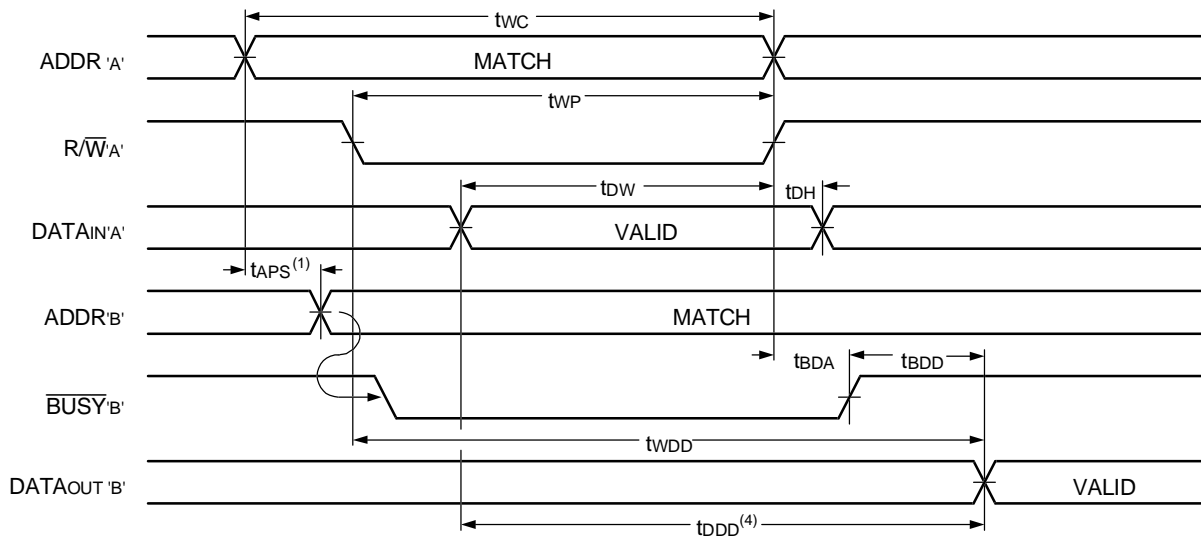 tWC
ADDR 'A'
MATCH
tWP
R/W̅'A'
tDW
tDH
DATAIN'A'
VALID
tAPS(1)
ADDR'B'
MATCH
tBDA
tBDD
B̅U̅S̅Y̅'B'
tWDD
DATAOUT 'B'
VALID
tDDD(4)